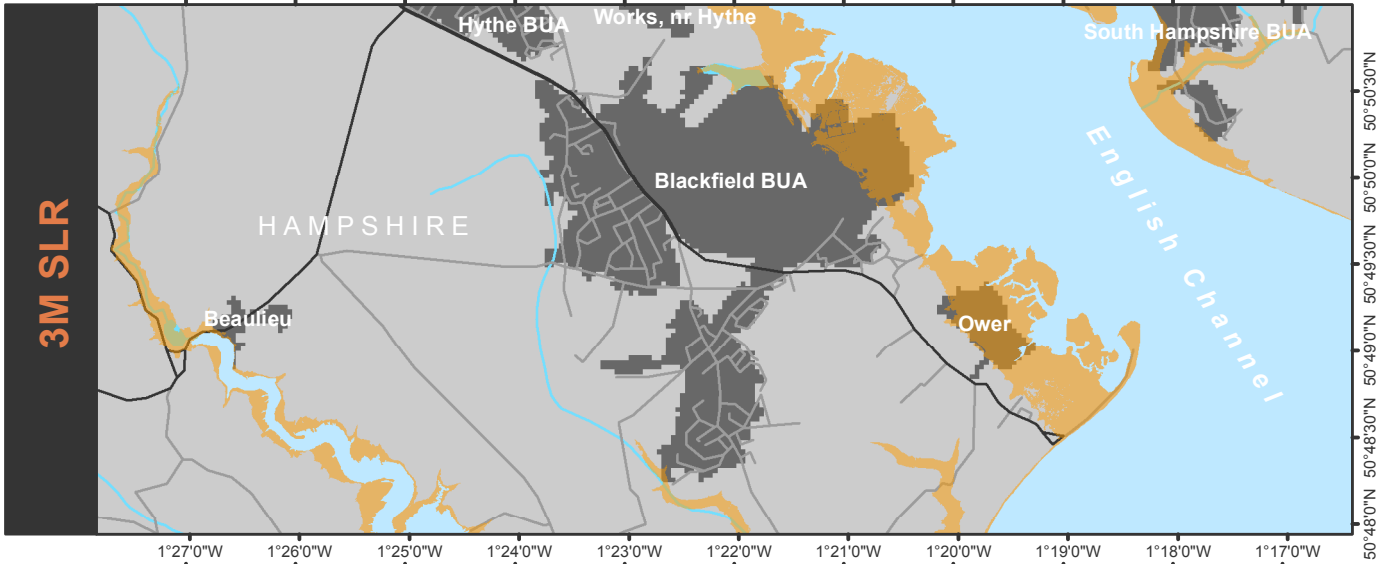 3M SLR
Hythe BUA
Works, nr Hythe
South Hampshire BUA
Blackfield BUA
HAMPSHIRE
English Channel
Beaulieu
Ower
50°50'30"N
50°50'0"N
50°49'30"N
50°49'0"N
50°48'30"N
50°48'0"N
1°27'0"W
1°26'0"W
1°25'0"W
1°24'0"W
1°23'0"W
1°22'0"W
1°21'0"W
1°20'0"W
1°19'0"W
1°18'0"W
1°17'0"W